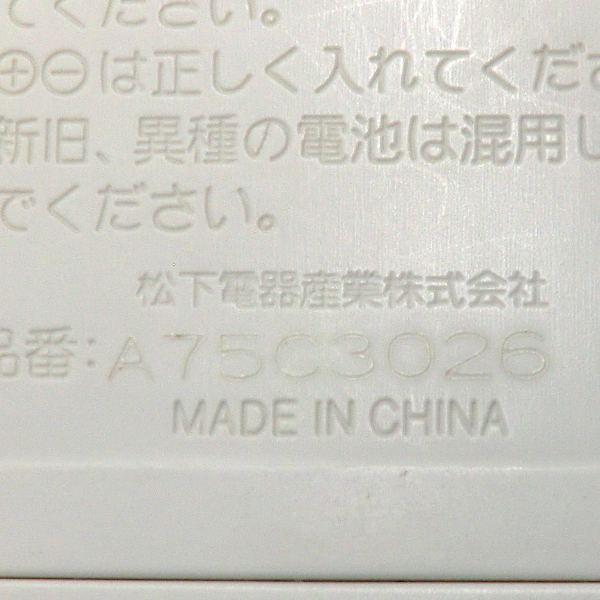 てください。
⊕⊖は正しく入れてくださ
新旧、異種の電池は混用し
でください。
松下電器産業株式会社
品番:A75C3026
MADE IN CHINA